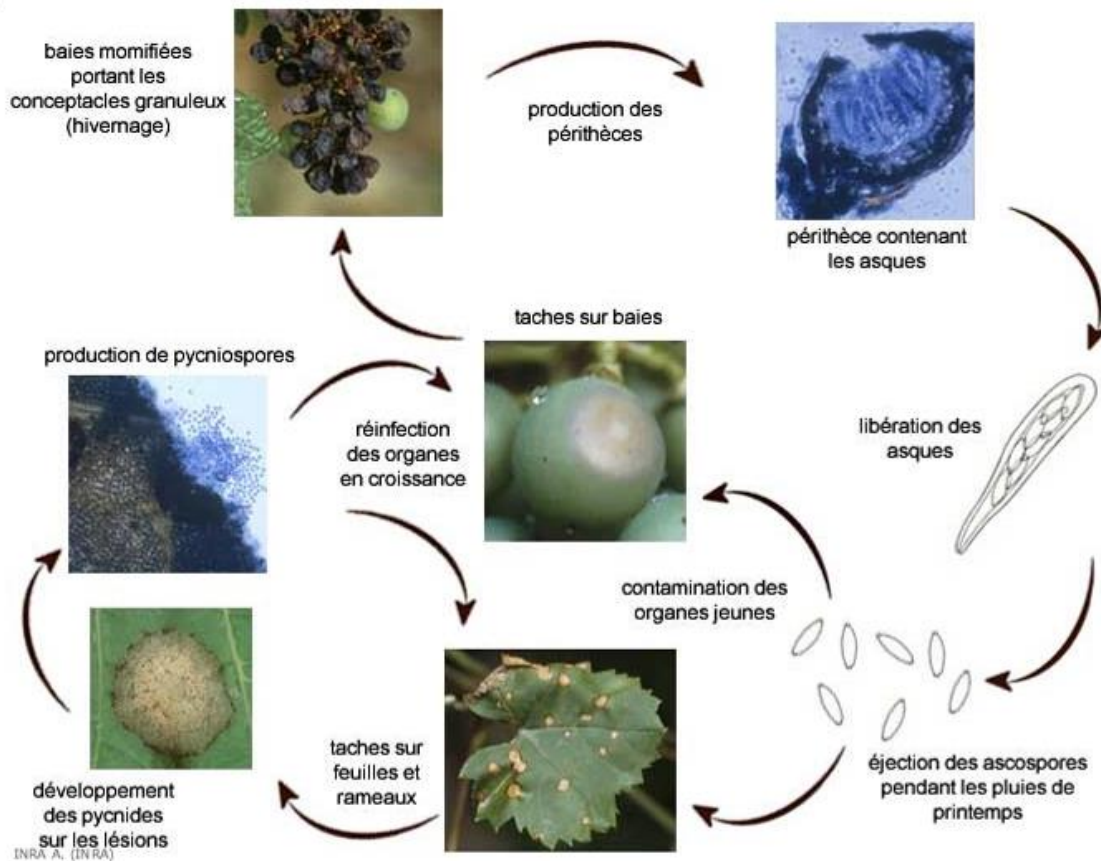 baies momifiées
portant les
conceptacles granuleux
(hivernage)
production des
périthèces
périthèce contenant
les asques
taches sur baies
production de pycniospores
réinfection
des organes
en croissance
libération des
asques
contamination des
organes jeunes
taches sur
feuilles et
rameaux
éjection des ascospores
pendant les pluies de
printemps
développement
des pycnides
sur les lésions
INRA A. (INRA)